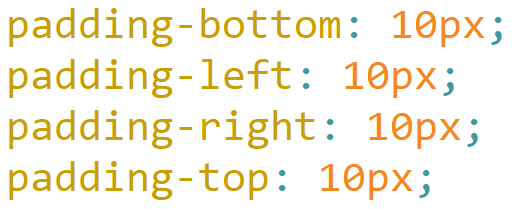 padding-bottom: 10px;
padding-left: 10px;
padding-right: 10px;
padding-top: 10px;